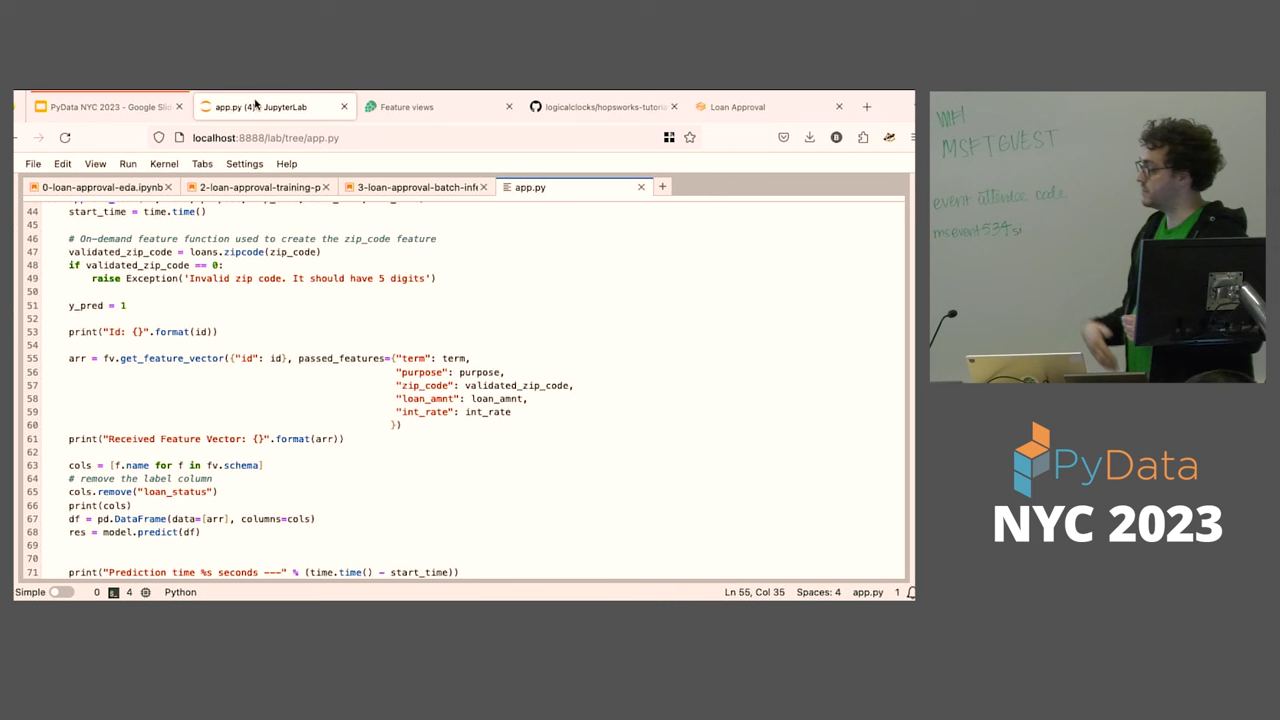 PyData NYC 2023 - Google Slid
app.py (4) - JupyterLab
Feature views
logicalclocks/hopsworks-tutoria
Loan Approval
localhost:8888/lab/tree/app.py
File Edit View Run Kernel Tabs Settings Help
0-loan-approval-eda.ipynb
2-loan-approval-training-p
3-loan-approval-batch-infe
app.py
44 start_time = time.time()
45
46 # On-demand feature function used to create the zip_code feature
47 validated_zip_code = loans.zipcode(zip_code)
48 if validated_zip_code == 0:
49 raise Exception('Invalid zip code. It should have 5 digits')
50
51 y_pred = 1
52
53 print("Id: {}".format(id))
54
55 arr = fv.get_feature_vector({"id": id}, passed_features={"term": term,
56 "purpose": purpose,
57 "zip_code": validated_zip_code,
58 "loan_amnt": loan_amnt,
59 "int_rate": int_rate
60 })
61 print("Received Feature Vector: {}".format(arr))
62
63 cols = [f.name for f in fv.schema]
64 # remove the label column
65 cols.remove("loan_status")
66 print(cols)
67 df = pd.DataFrame(data=[arr], columns=cols)
68 res = model.predict(df)
69
70
71 print("Prediction time %s seconds ---" % (time.time() - start_time))
Simple 0 4 Python Ln 55, Col 35 Spaces: 4 app.py 1
MSFTGUEST
event attende code
PyData
NYC 2023